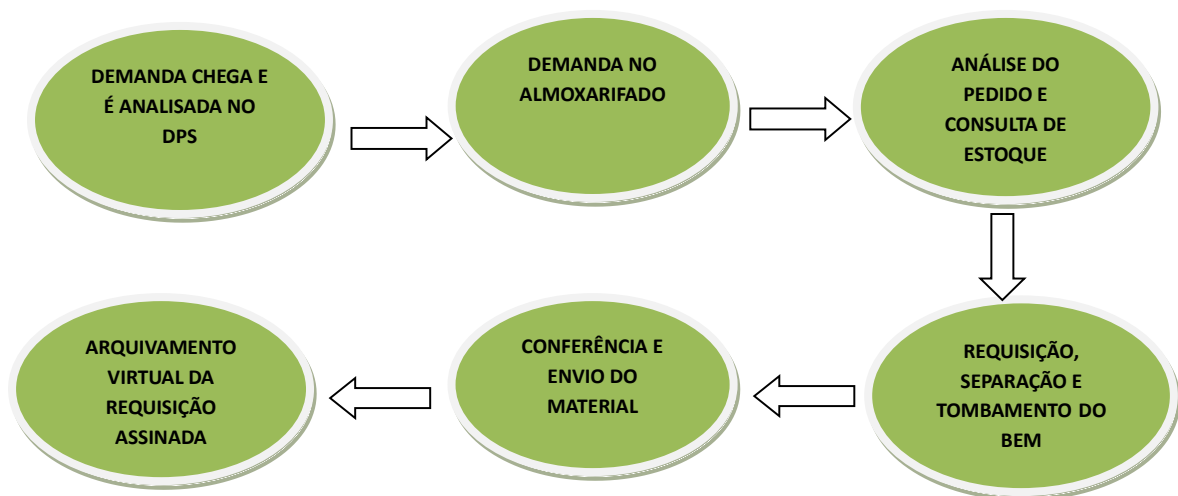 DEMANDA CHEGA E
É ANALISADA NO
DPS
DEMANDA NO
ALMOXARIFADO
ANÁLISE DO
PEDIDO E
CONSULTA DE
ESTOQUE
REQUISIÇÃO,
SEPARAÇÃO E
TOMBAMENTO DO
BEM
CONFERÊNCIA E
ENVIO DO
MATERIAL
ARQUIVAMENTO
VIRTUAL DA
REQUISIÇÃO
ASSINADA